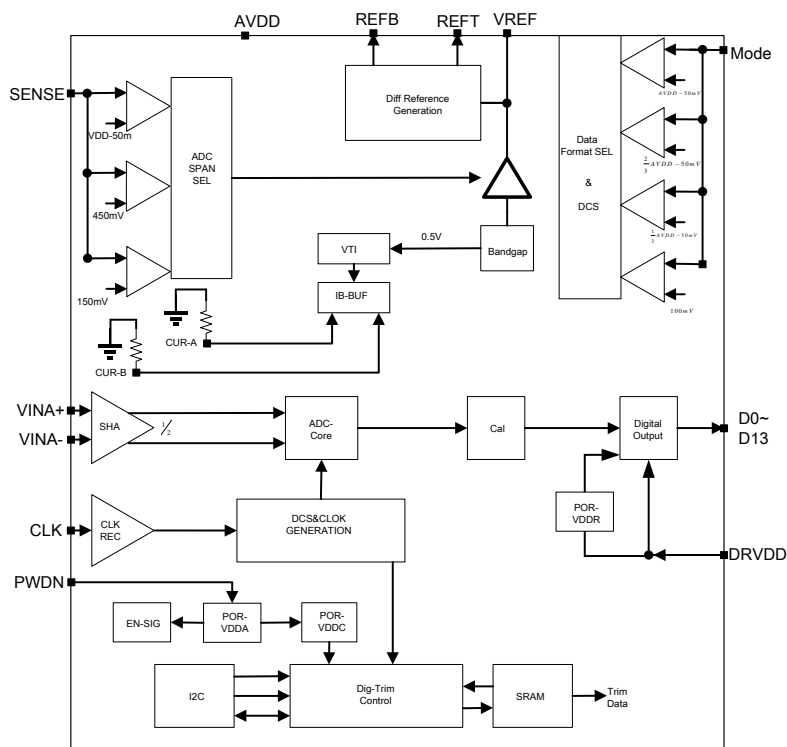 AVDD
REFB
REFT
VREF
Mode
SENSE
VDD-50m
450mV
150mV
ADC
SPAN
SEL
Diff Reference
Generation
Data
Format SEL
&
DCS
AVDD-50mV
2/3 AVDD-50mV
1/3 AVDD-50mV
100mV
0.5V
VTI
Bandgap
IB-BUF
CUR-A
CUR-B
VINA+
VINA-
SHA
1/2
ADC-
Core
Cal
Digital
Output
D0~
D13
CLK
CLK
REC
DCS&CLOK
GENERATION
POR-
VDDR
DRVDD
PWDN
EN-SIG
POR-
VDDA
POR-
VDDC
I2C
Dig-Trim
Control
SRAM
Trim
Data